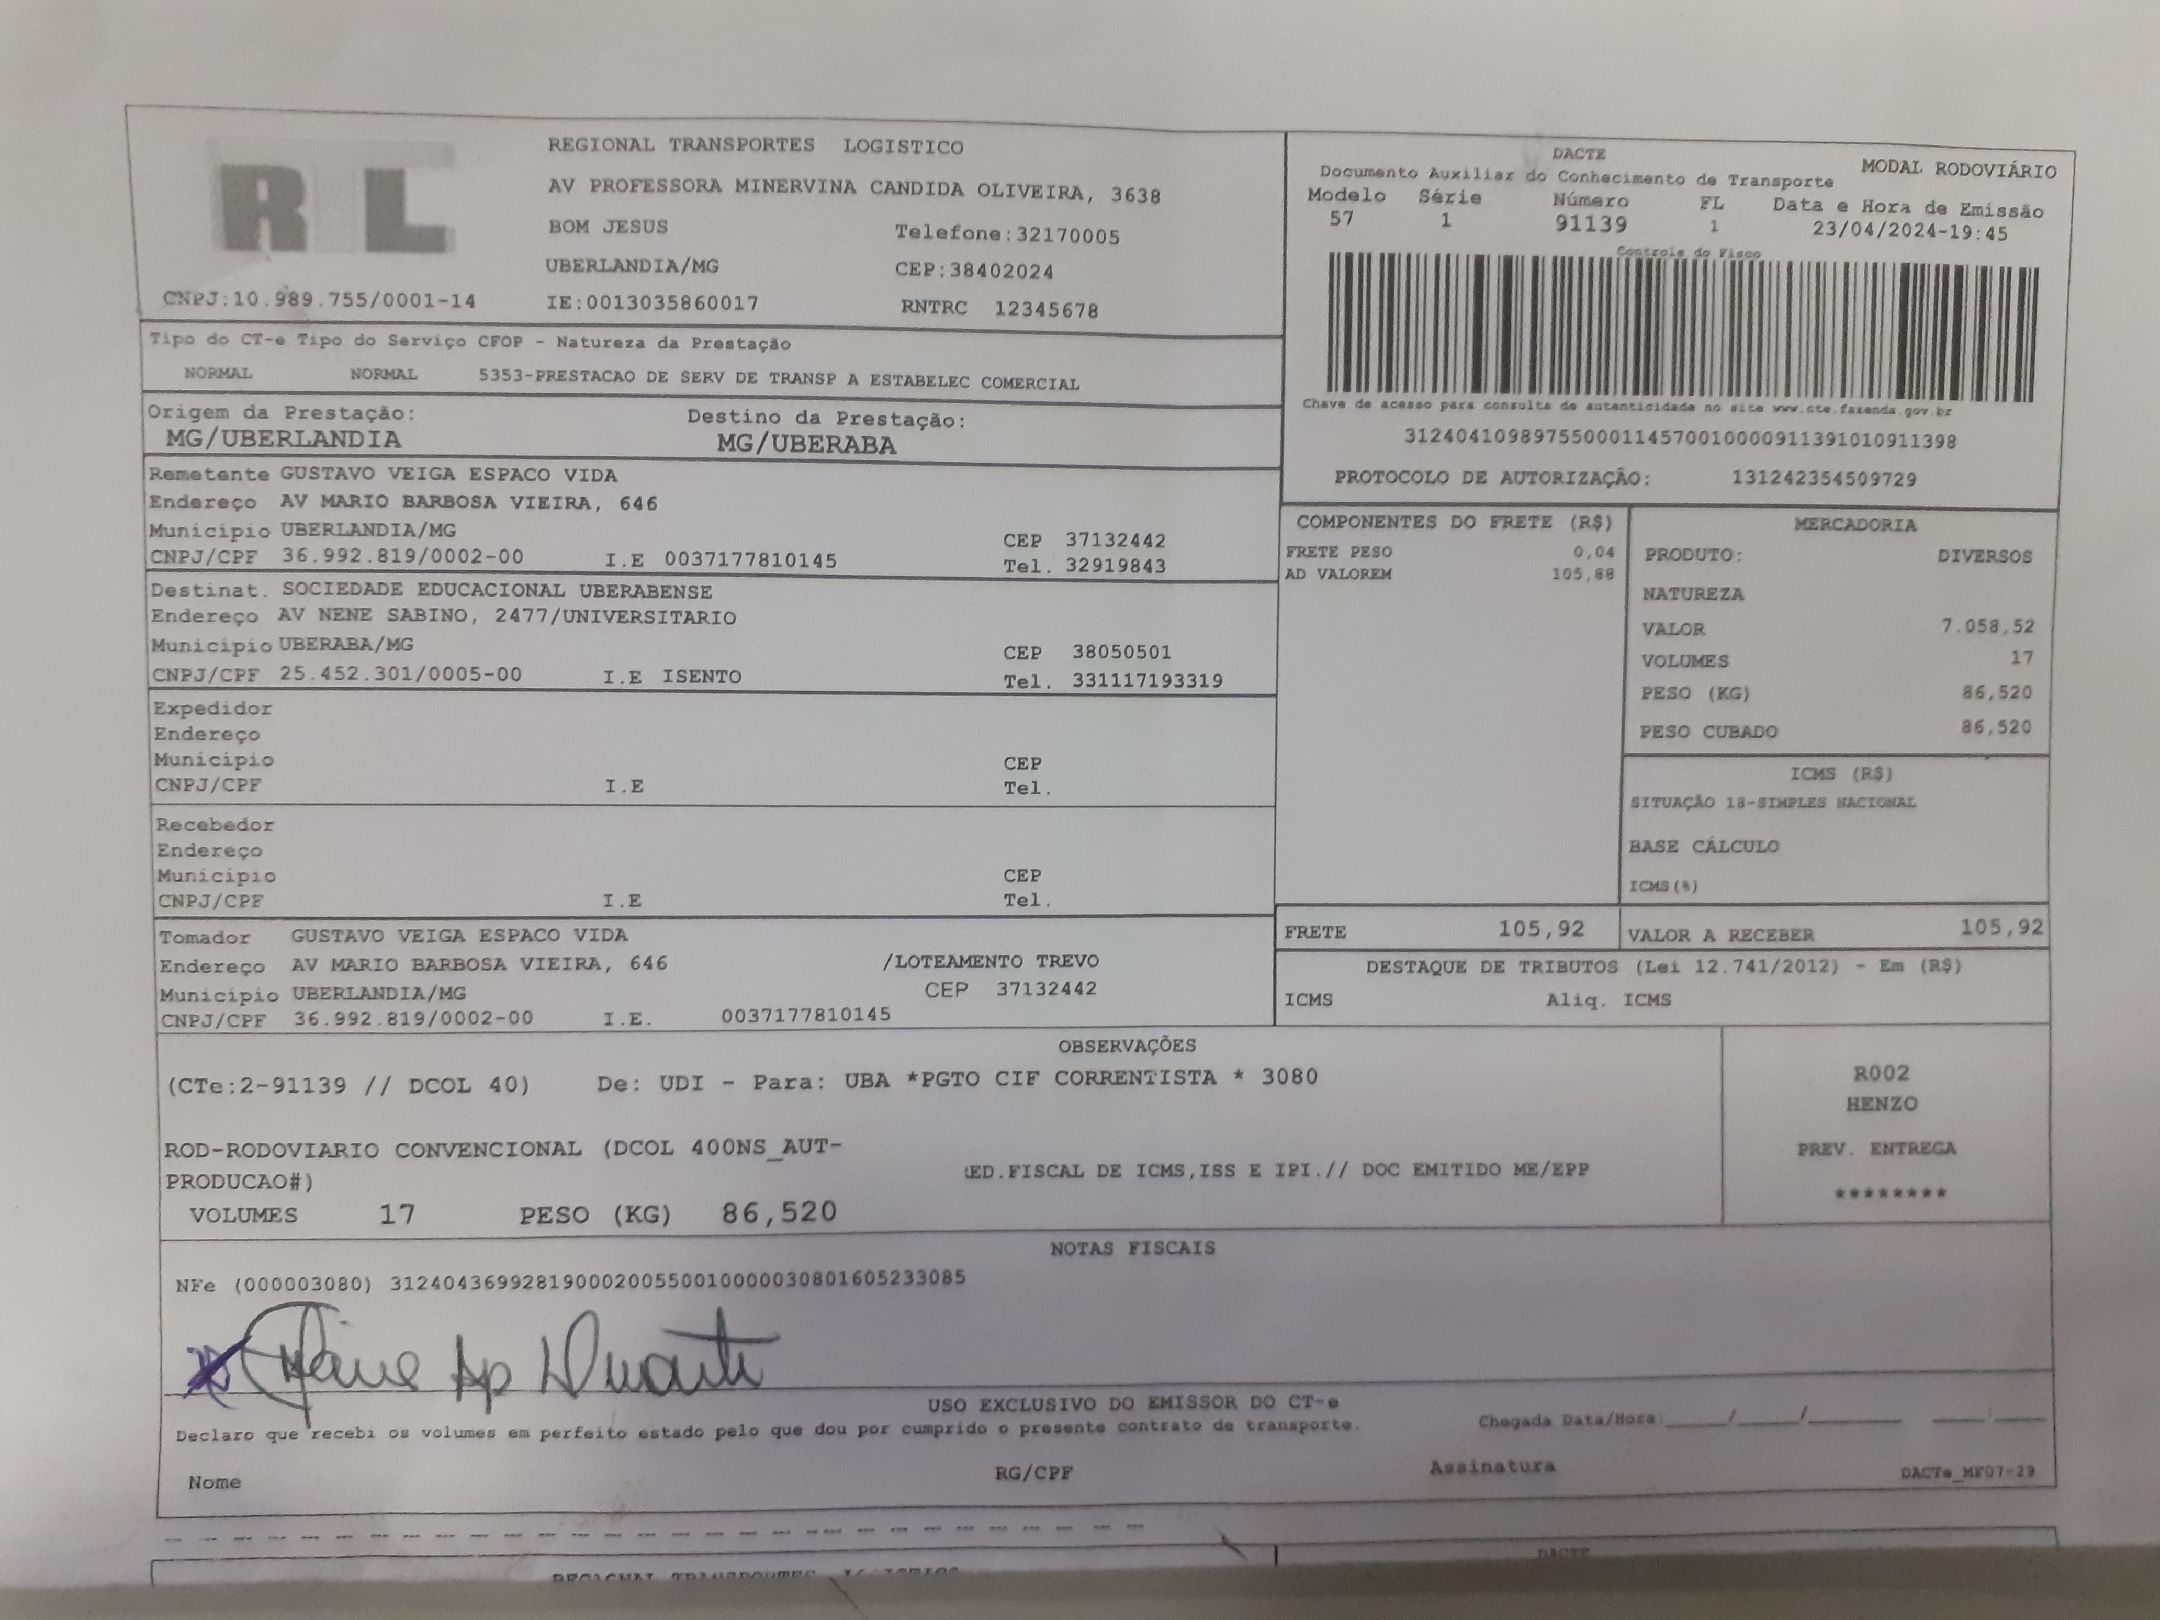 RL
REGIONAL TRANSPORTES LOGISTICO
AV PROFESSORA MINERVINA CANDIDA OLIVEIRA, 3638
BOM JESUS Telefone:32170005
UBERLANDIA/MG CEP:38402024
CNPJ:10.989.755/0001-14 IE:0013035860017 RNTRC 12345678
DACTE MODAL RODOVIÁRIO
Documento Auxiliar do Conhecimento de Transporte
Modelo Série Número FL Data e Hora de Emissão
57 1 91139 1 23/04/2024-19:45
Controle do Fisco
Chave de acesso para consulta de autenticidade no site www.cte.fazenda.gov.br
31240410989755000114570010000911391010911398
PROTOCOLO DE AUTORIZAÇÃO: 131242354509729
Tipo do CT-e Tipo do Serviço CFOP - Natureza da Prestação
NORMAL NORMAL 5353-PRESTACAO DE SERV DE TRANSP A ESTABELEC COMERCIAL
Origem da Prestação: Destino da Prestação:
MG/UBERLANDIA MG/UBERABA
Remetente GUSTAVO VEIGA ESPACO VIDA
Endereço AV MARIO BARBOSA VIEIRA, 646
Município UBERLANDIA/MG CEP 37132442
CNPJ/CPF 36.992.819/0002-00 I.E 0037177810145 Tel. 32919843
Destinat. SOCIEDADE EDUCACIONAL UBERABENSE
Endereço AV NENE SABINO, 2477/UNIVERSITARIO
Município UBERABA/MG CEP 38050501
CNPJ/CPF 25.452.301/0005-00 I.E ISENTO Tel. 331117193319
Expedidor
Endereço
Município CEP
CNPJ/CPF I.E Tel.
Recebedor
Endereço
Município CEP
CNPJ/CPF I.E Tel.
Tomador GUSTAVO VEIGA ESPACO VIDA
Endereço AV MARIO BARBOSA VIEIRA, 646 /LOTEAMENTO TREVO
Município UBERLANDIA/MG CEP 37132442
CNPJ/CPF 36.992.819/0002-00 I.E. 0037177810145
COMPONENTES DO FRETE (R$)
FRETE PESO 0,04
AD VALOREM 105,88
MERCADORIA
PRODUTO: DIVERSOS
NATUREZA
VALOR 7.058,52
VOLUMES 17
PESO (KG) 86,520
PESO CUBADO 86,520
ICMS (R$)
SITUAÇÃO 18-SIMPLES NACIONAL
BASE CÁLCULO
ICMS(%)
FRETE 105,92 VALOR A RECEBER 105,92
DESTAQUE DE TRIBUTOS (Lei 12.741/2012) - Em (R$)
ICMS Aliq. ICMS
OBSERVAÇÕES
(CTe:2-91139 // DCOL 40) De: UDI - Para: UBA *PGTO CIF CORRENTISTA * 3080
ROD-RODOVIARIO CONVENCIONAL (DCOL 400NS_AUT-
PRODUCAO#) ED.FISCAL DE ICMS,ISS E IPI.// DOC EMITIDO ME/EPP
VOLUMES 17 PESO (KG) 86,520
R002
HENZO
PREV. ENTREGA
********
NOTAS FISCAIS
NFe (000003080) 31240436992819000200550010000030801605233085
Ap Duarte
USO EXCLUSIVO DO EMISSOR DO CT-e
Declaro que recebi os volumes em perfeito estado pelo que dou por cumprido o presente contrato de transporte.
Chegada Data/Hora:_____/_____/_______ ____:____
Nome RG/CPF Assinatura DACTe_MF07-29
DACTE
REGIONAL TRANSPORTES LOGISTICO